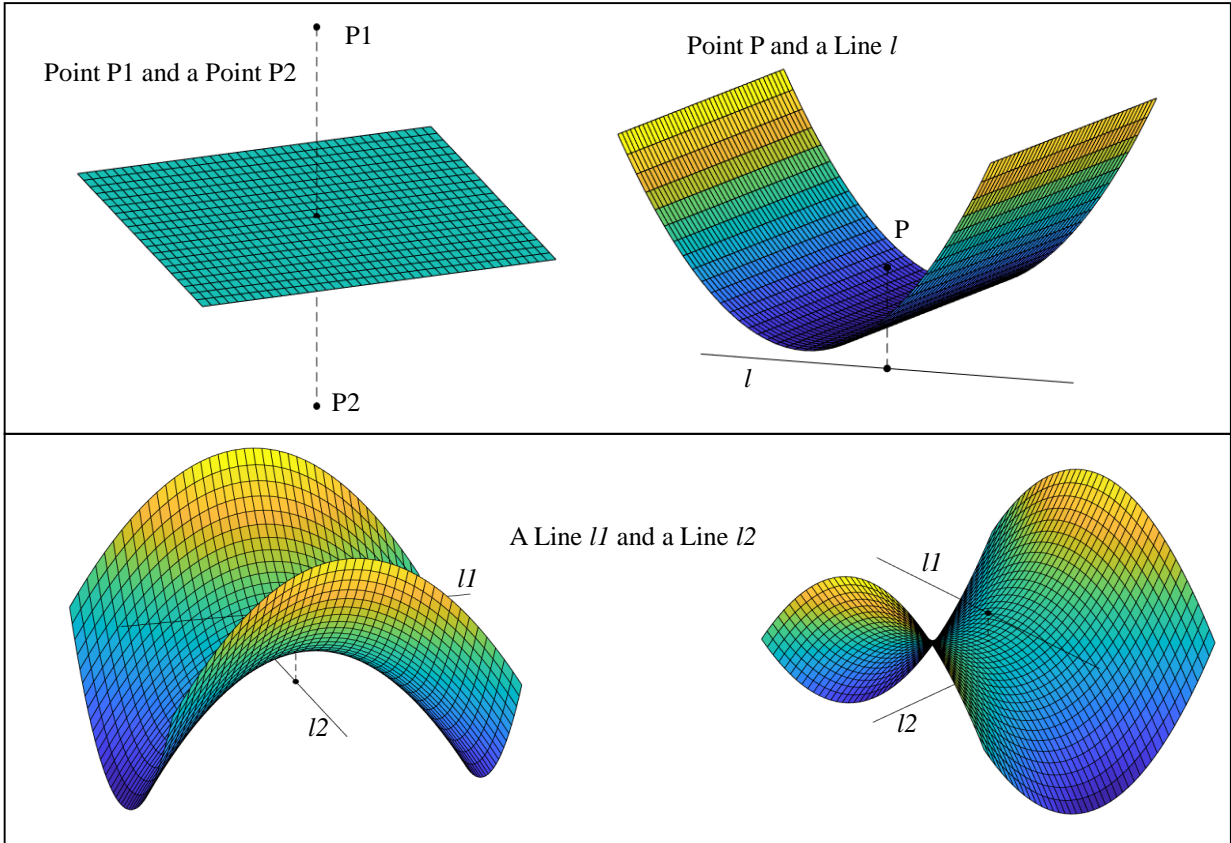 P1
Point P1 and a Point P2
P2
Point P and a Line l
P
l
A Line l1 and a Line l2
l1
l2
l1
l2